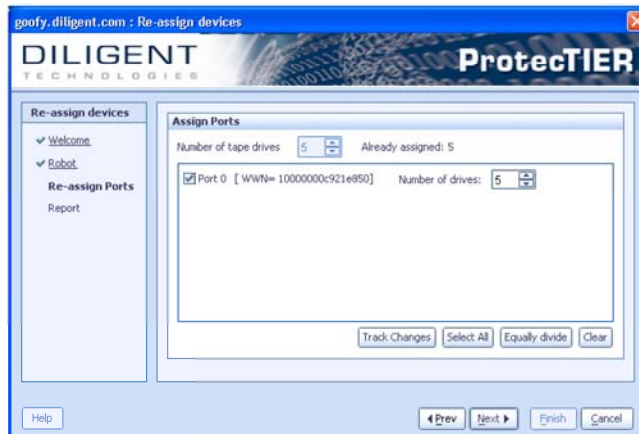 goofy.diligent.com : Re-assign devices
DILIGENT
TECHNOLOGIES
ProtecTIER
Re-assign devices
Welcome
Robot
Re-assign Ports
Report
Assign Ports
Number of tape drives 5 Already assigned: 5
Port 0 [ WWN= 10000000c921e850] Number of drives: 5
Track Changes Select All Equally divide Clear
Help Prev Next Finish Cancel